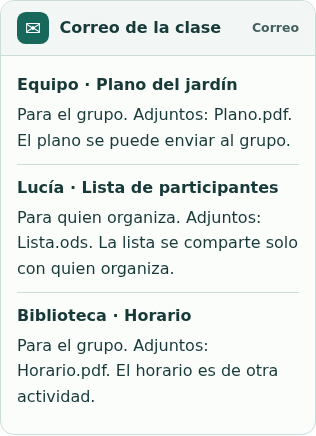 Correo de la clase
Correo
Equipo · Plano del jardín
Para el grupo. Adjuntos: Plano.pdf.
El plano se puede enviar al grupo.
Lucía · Lista de participantes
Para quien organiza. Adjuntos:
Lista.ods. La lista se comparte solo
con quien organiza.
Biblioteca · Horario
Para el grupo. Adjuntos:
Horario.pdf. El horario es de otra
actividad.